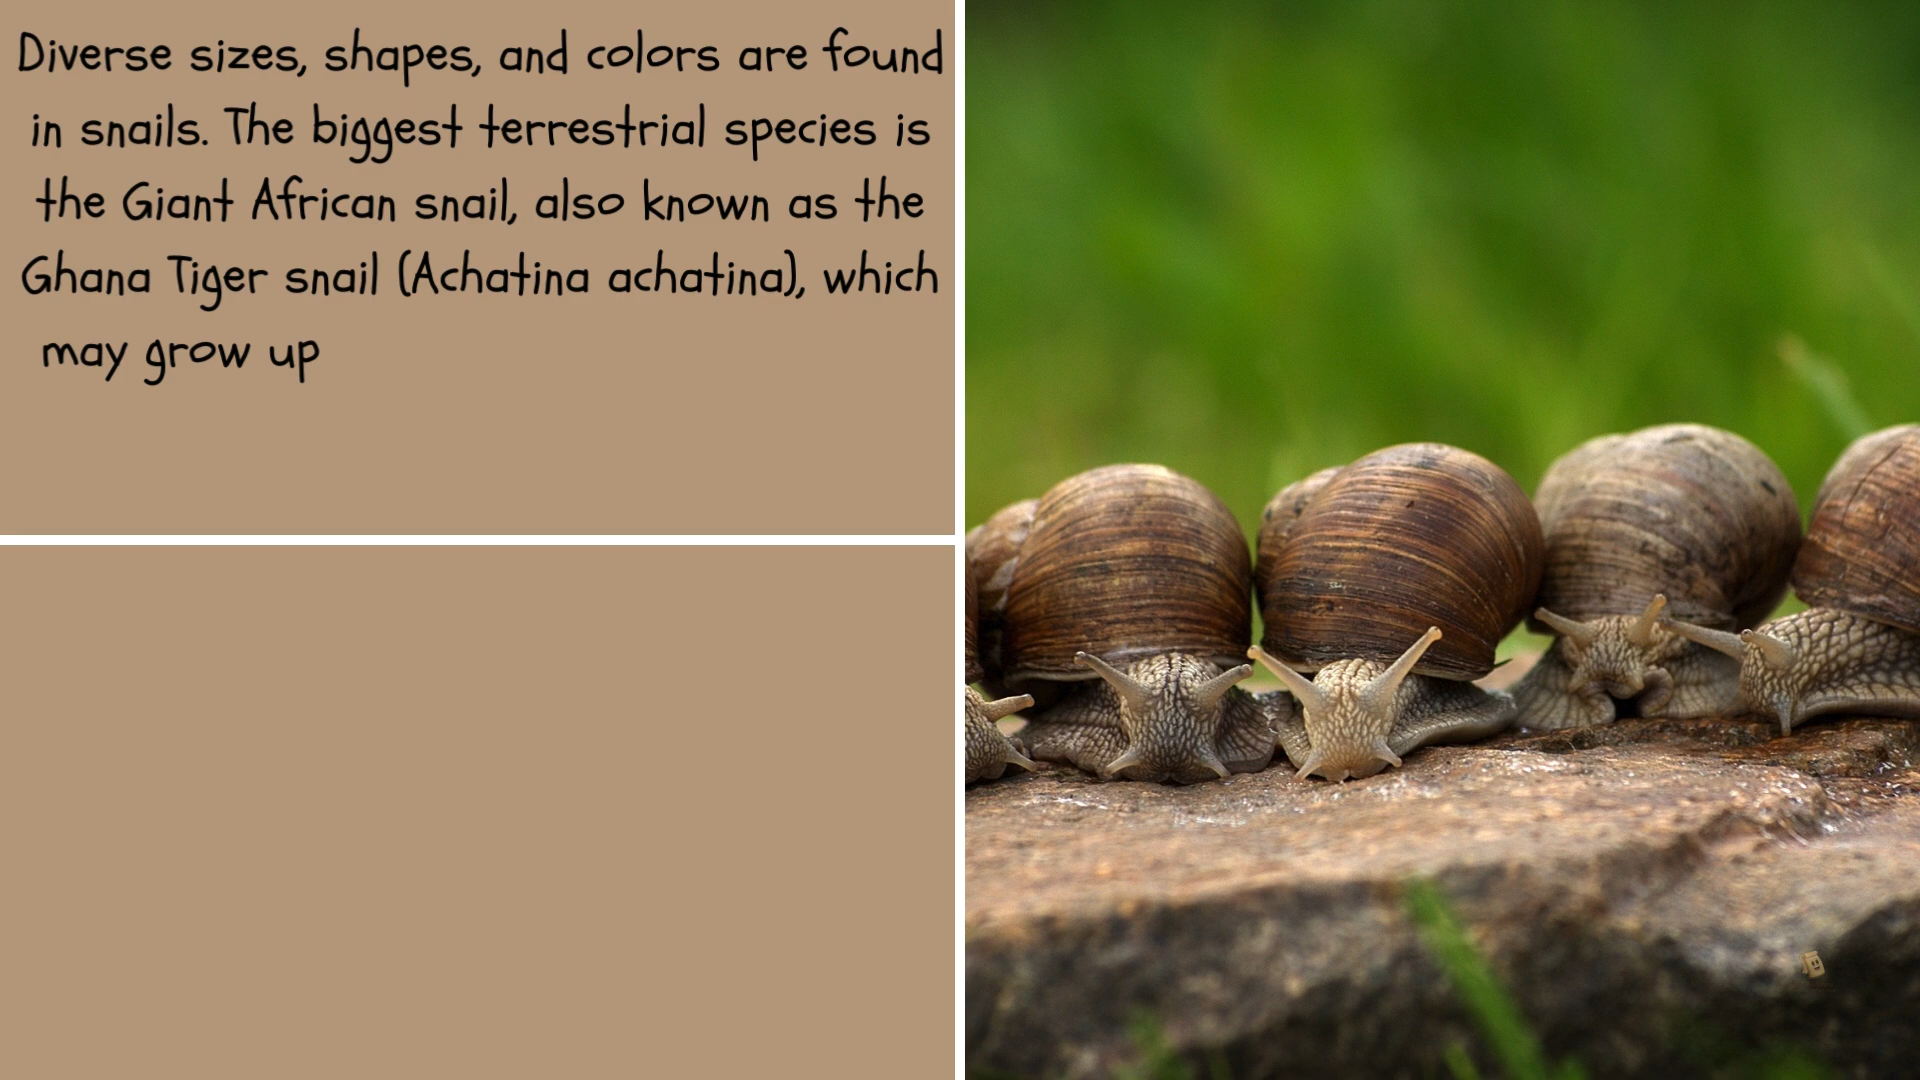 Diverse sizes, shapes, and colors are found
in snails. The biggest terrestrial species is
the Giant African snail, also known as the
Ghana Tiger snail (Achatina achatina), which
may grow up